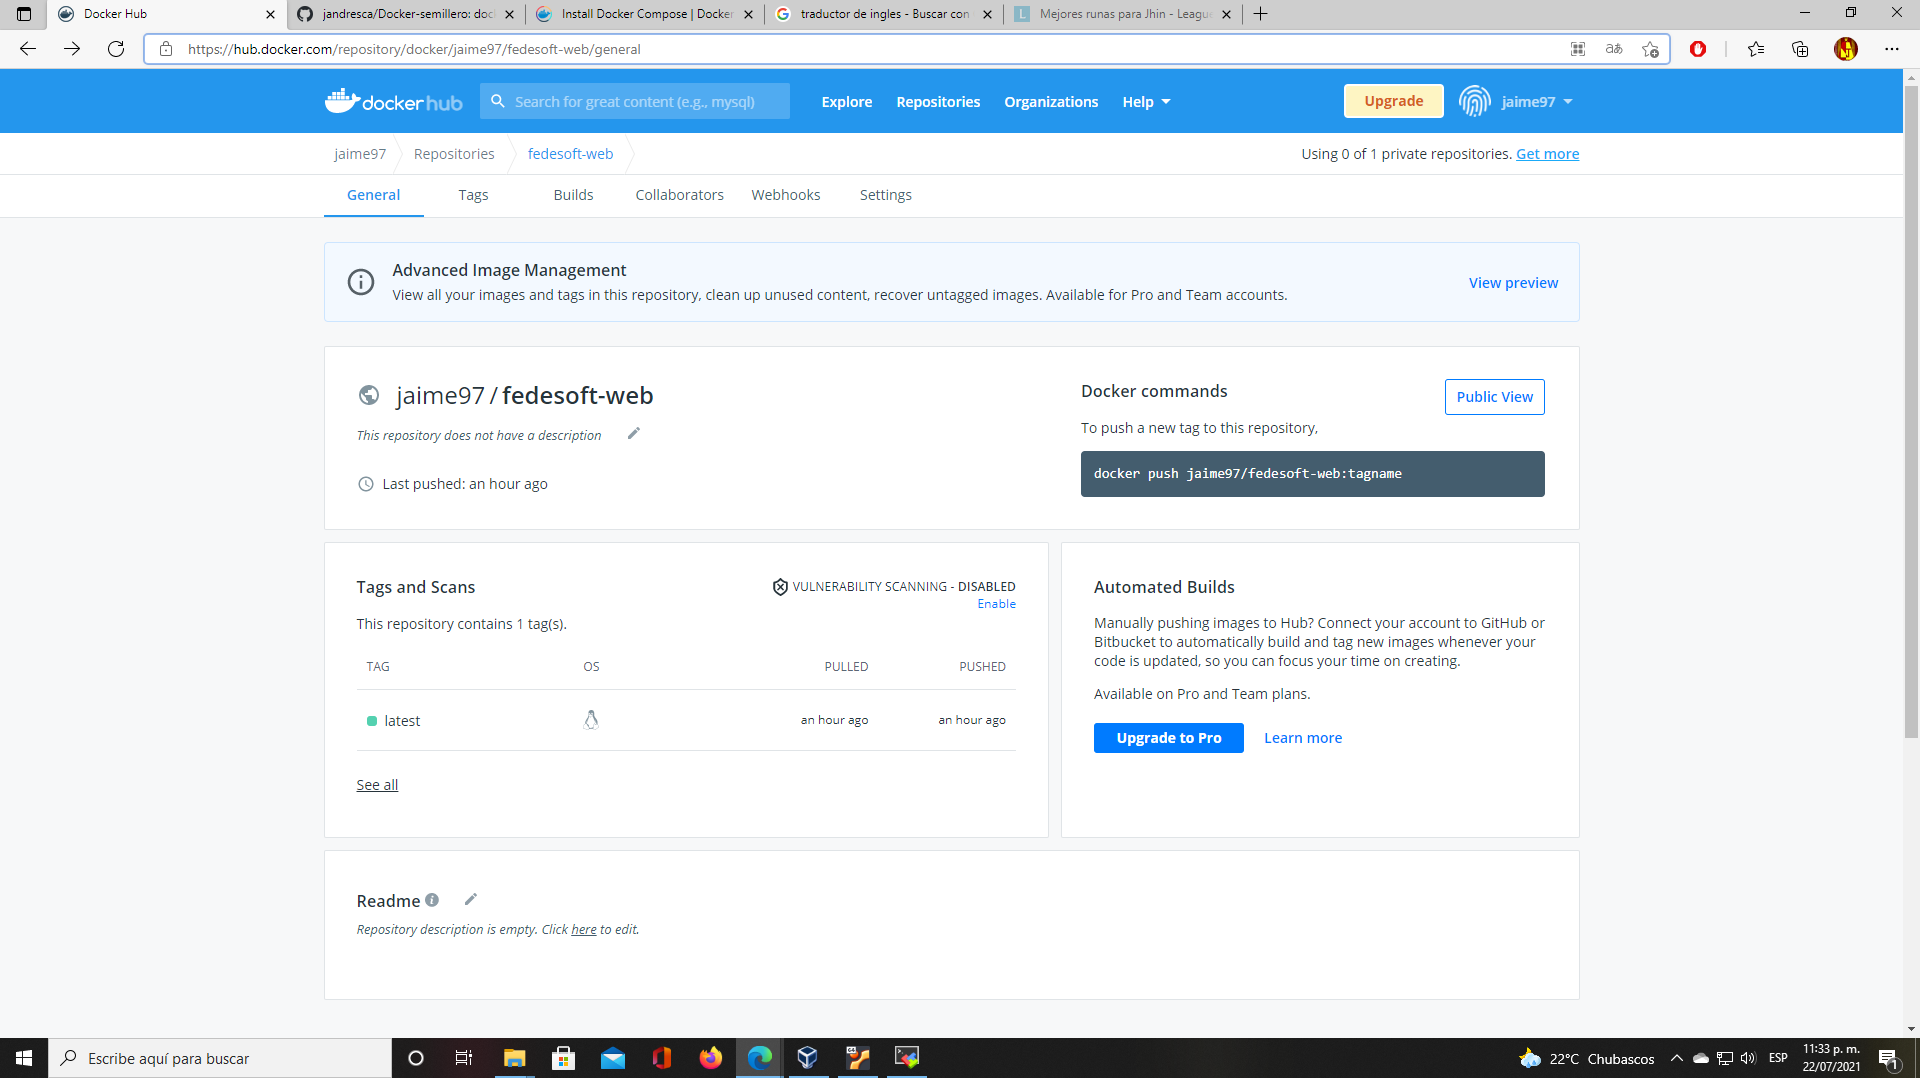 Docker Hub
jandresca/Docker-semillero: doc
Install Docker Compose | Docker
traductor de ingles - Buscar con
Mejores runas para Jhin - League
https://hub.docker.com/repository/docker/jaime97/fedesoft-web/general
docker hub
Search for great content (e.g., mysql)
Explore
Repositories
Organizations
Help
Upgrade
jaime97
jaime97
Repositories
fedesoft-web
Using 0 of 1 private repositories. Get more
General
Tags
Builds
Collaborators
Webhooks
Settings
Advanced Image Management
View all your images and tags in this repository, clean up unused content, recover untagged images. Available for Pro and Team accounts.
View preview
jaime97 / fedesoft-web
This repository does not have a description
Last pushed: an hour ago
Docker commands
Public View
To push a new tag to this repository,
docker push jaime97/fedesoft-web:tagname
Tags and Scans
VULNERABILITY SCANNING - DISABLED
Enable
This repository contains 1 tag(s).
TAG
OS
PULLED
PUSHED
latest
an hour ago
an hour ago
See all
Automated Builds
Manually pushing images to Hub? Connect your account to GitHub or
Bitbucket to automatically build and tag new images whenever your
code is updated, so you can focus your time on creating.
Available on Pro and Team plans.
Upgrade to Pro
Learn more
Readme
Repository description is empty. Click here to edit.
Escribe aquí para buscar
22°C Chubascos
ESP
11:33 p. m.
22/07/2021
1